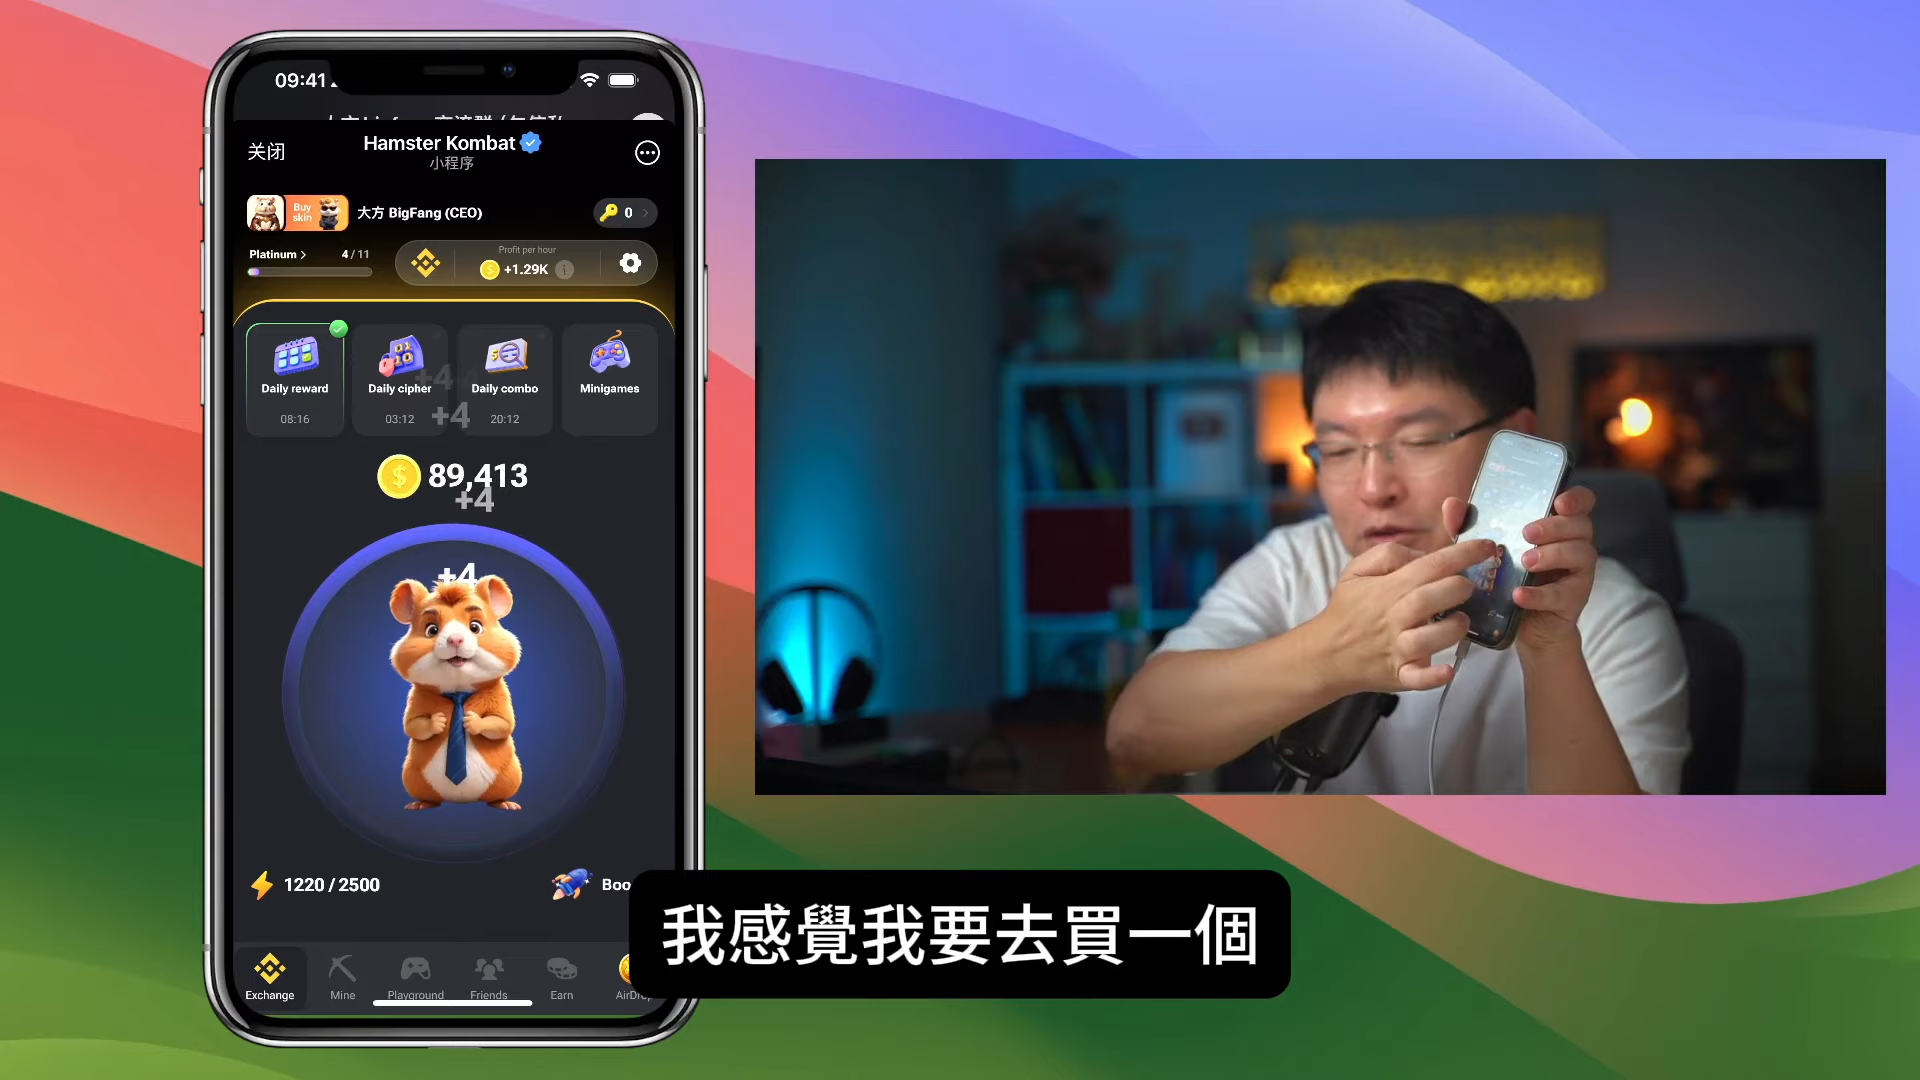 09:41
关闭
Hamster Kombat
小程序
Buy skin
大方 BigFang (CEO)
0
Platinum >
4 / 11
Profit per hour
+1.29K
Daily reward
08:16
Daily cipher
03:12
Daily combo
20:12
Minigames
+4
+4
89,413
+4
+4
1220 / 2500
Boo
我感覺我要去買一個
Exchange
Mine
Playground
Friends
Earn
AirDrop